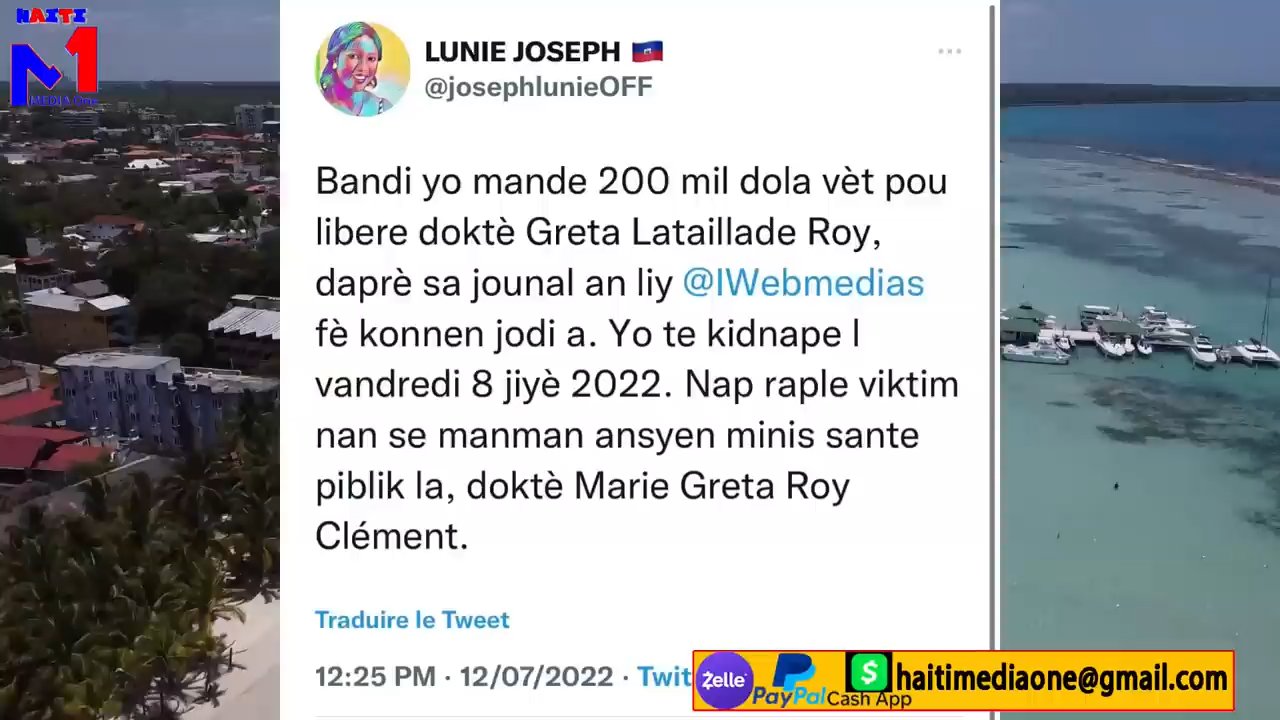 HAITI
M1
MEDIA One
LUNIE JOSEPH 🇭🇹
@josephlunieOFF
Bandi yo mande 200 mil dola vèt pou
libere doktè Greta Lataillade Roy,
daprè sa jounal an liy @IWebmedias
fè konnen jodi a. Yo te kidnape l
vandredi 8 jiyè 2022. Nap raple viktim
nan se manman ansyen minis sante
piblik la, doktè Marie Greta Roy
Clément.
Traduire le Tweet
12:25 PM · 12/07/2022 · Twit
Zelle
PayPal
$
Cash App
haitimediaone@gmail.com